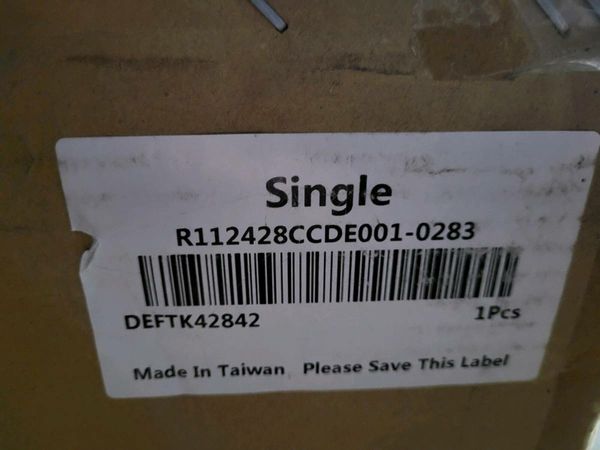 Single
R112428CCDE001-0283
DEFTK42842 1Pcs
Made In Taiwan Please Save This Label